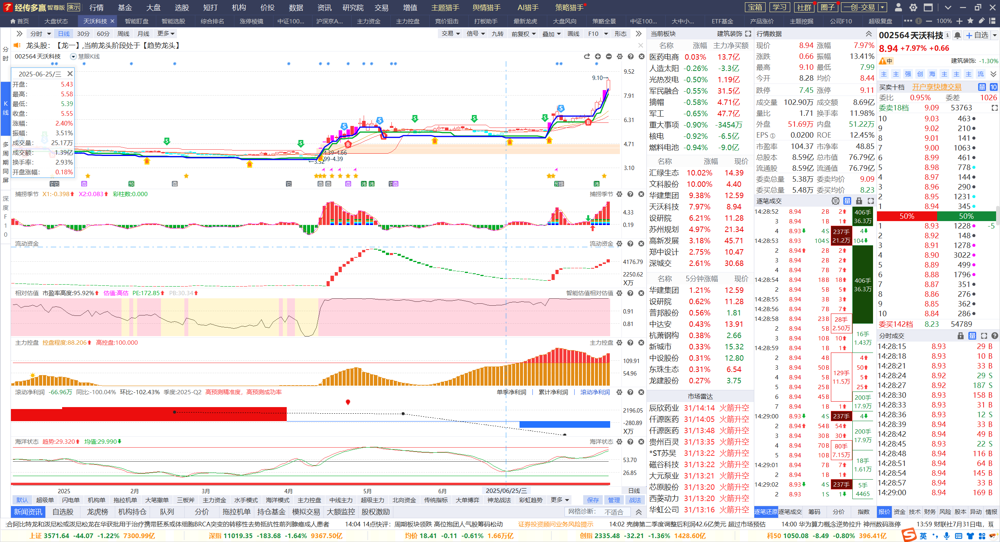 经传多赢 智尊版 演示 行情 基金 大盘 选股 短打 机构 价投 数据 资讯 研究院 交易 增值 主题猎手 舆情猎手 AI猎手 策略猎手 宝箱 学习 社群 圈子 一创-交易
首页 大盘状态 天沃科技 智能盯盘 智能选股 综合排名 涨停棱镜 中证100... 沪深京A... 主力资金 主力控盘 竞价狙击 打板助手 最新龙虎 大盘风向 策略全景 中证100... 大中小... ETF基金 产品涨价 主题挖掘 公司F10 超级复盘 100%
分时 日线 30分 60分 周线 月线 更多 交易 信号 九转 前复权 叠加 画线 F10 形态
龙头股：【龙一】,当前龙头阶段处于【趋势龙头】
002564 天沃科技 慧眼K线
分时
K线
多周期同屏
深度F10
2025-06-25/三
开盘: 5.43
最高: 5.58
最低: 5.39
收盘: 5.55
涨幅: 2.40%
振幅: 3.51%
成交量: 25.17万
成交额: 1.39亿
换手率: 2.93%
开盘涨幅: 0.18%
9.10→
9.52
7.91
6.31
4.71
3.10
4.39-4.66
捕捞季节 X1:-0.398 X2:0.083 彩柱数:0.000 捕捞季节
4.33
0.19
流动资金 流动资金
4176.79
2250.62
X万
相对估值 市盈率高度:95.92% 估值:高估 PE:172.85 PB:30.34 智能估值相对估值
0.91
0.81
主力控盘 控盘程度:88.206 高控盘:100.000 主力控盘
109.91
54.96
滚动净利润 -66.96万 同比:-100.04% 环比:-102.43% 季度:2025-Q2 高预测精准度，高预测成功率 单季净利润 | 累计净利润 | 滚动净利润
2196.05
-280.89
X万
海洋状态 趋势:29.320 均值:29.990 海洋状态
53.70
26.85
2025 2月 3月 4月 5月 6月 2025/06/25/三 日线
默认 超级单 闪电单 机构单 拖拉机单 大笔撤单 三板斧 主力资金 水手模式 海洋模式 主力控盘 中线主力 超级主力 北向资金 传统指标 大单博弈 神龙战法 彩虹趋势 更多 保存 管理 战法
新闻资讯 自选股 龙虎榜 机构持仓 队列 分价 拖拉机单 持仓基金 模拟交易 大额监控 股权激励 网格诊断: 不适合
当前板块 建筑装饰
名称 涨幅 主力净买额
医药电商 0.03% 13.7亿
人造太阳 -0.26% -3.3亿
光热发电 -0.50% 1.19亿
军民融合 -0.55% 31.5亿
摘帽 -0.58% 4.71亿
军工 -0.65% 47.7亿
重大事项 -0.90% -3454万
核电 -0.92% -6.5亿
燃料电池 -0.94% -9.0亿
名称 涨幅 现价
汇绿生态 10.02% 14.39
文科股份 10.00% 4.40
华建集团 9.38% 12.59
天沃科技 7.97% 8.94
设研院 6.21% 11.28
苏州规划 4.97% 21.34
高新发展 3.18% 45.71
郑中设计 2.75% 10.47
深城交 2.61% 30.68
名称 5分钟涨幅 现价
华建集团 1.21% 12.59
设研院 0.62% 11.28
普邦股份 0.56% 1.81
中达安 0.43% 13.91
杭萧钢构 0.38% 2.66
新城市 0.33% 15.32
中设股份 0.31% 12.80
东珠生态 0.31% 6.54
龙建股份 0.27% 3.75
市场雷达
辰欣药业 31/14:14 火箭升空
仟源医药 31/14:05 火箭升空
仟源医药 31/13:48 火箭升空
贵州百灵 31/13:35 火箭升空
*ST苏吴 31/13:22 火箭升空
磁谷科技 31/13:22 火箭升空
大元泵业 31/13:21 火箭升空
芯原股份 31/13:20 火箭升空
西菱动力 31/13:20 火箭升空
华虹公司 31/13:16 火箭升空
行情数据
现价 8.94 涨幅 7.97%
涨跌 0.66 振幅 13.41%
最高 9.10 最低 7.99
今开 8.28 均价 8.44
跌停 7.45 涨停 9.11
成交量 102.90万 成交额 8.69亿
量比 1.71 换手率 11.98%
外盘 51.69万 内盘 51.22万
EPS① 0.0200 ROE 12.45%
市盈率 104.37 市净率 48.85
总股本 8.59亿 总市值 76.79亿
流通股 8.59亿 流通值 76.79亿
委卖总量 5.38万 委卖均价 9.09
委买总量 5.48万 委买均价 8.23
逐笔成交 单 量
14:28:52 8.94 2B 2
3 8.94 1B 1
4 8.93 4S 4
14:28:53 8.93 104S 104
2 8.94 2B 2
3 8.94 2B 2
4 8.94 7B 7
14:28:54 8.94 18B 18
2 8.94 5B 5
14:28:55 8.94 3B 3
14:28:56 8.94 7B 7
14:28:58 8.94 23B
2 8.94 5B
3 8.94 10B 10
14:28:59 8.94 1B 1
2 8.94 4B 4
3 8.94 50B 50
4 8.94 5B 5
5 8.94 25B 25
6 8.94 45B
7 8.94 1B 1
14:29:00 8.93 4S 237手 4
2 8.94 54B 54
3 8.94 30B 30
4 8.94 70B
5 8.94 10B
14:29:01 8.94 7B 7
2 8.94 1B 1
14:29:02 8.93 4S 237手
2 8.93 1S 1
406手
36.3万
237手
21.2万
406手
36.3万
28手
2.50万
16手
1.43万
129手
11.5万
200手
17.9万
200手
17.9万
80手
7.15万
18手
1.61万
5手
4465
逐笔还原 逐笔成交 筹码 分价 指数
002564 天沃科技 自选
8.94 +7.97% +0.66
中 建筑装饰: -1.30%
主 主 强 创 海 主 主 主 流
买卖十档 开户享快捷交易 量 10
委比 0.95% 委差 1026
委卖18档 9.09 53763
10 9.03 463
9 9.02 210
8 9.01 141
7 9.00 1063
6 8.99 461
5 8.98 778
4 8.97 144
3 8.96 290
2 8.95 1231
1 8.94 345
50% 50%
1 8.93 1228 -5
2 8.92 148
3 8.91 1278
4 8.90 3022
5 8.89 499
6 8.88 1796
7 8.87 351
8 8.86 276
9 8.85 362
10 8.84 286
委买142档 8.23 54789
分时成交 量
14:28:15 8.93 29 B
14:28:18 8.93 10 B
14:28:21 8.93 33 B
14:28:24 8.92 29 S
14:28:27 8.92 187 S
14:28:30 8.93 158 B
14:28:33 8.93 31 B
14:28:36 8.93 12 S
14:28:39 8.94 33 B
14:28:42 8.94 49 B
14:28:45 8.93 22 S
14:28:48 8.94 116 B
14:28:51 8.94 64 B
14:28:54 8.94 145 B
14:28:57 8.94 33 B
14:29:00 8.94 169 B
报价 资金 技术 财务 风险 股本 异动 情报
合阿比特龙和泼尼松或泼尼松龙在华获批用于治疗携带胚系或体细胞BRCA突变的转移性去势抵抗性前列腺癌成人患者 14:04 14点快评：周期板块领跌 高位抱团人气股筹码松动 证券投资顾问业务风险提示 14:02 壳牌第二季度调整后利润42.6亿美元 超过市场预估 14:00 华为算力概念逆势拉升 神州数码涨停 13:59 财联社7月31日电，现
上证 3571.64 -44.07 -1.22% 7300.99亿 深指 11019.35 -183.68 -1.64% 9367.50亿 均价 18.41 -0.11 -0.61% 1.66万亿 创指 2335.48 -32.21 -1.36% 1428.60亿 科50 1050.08 -8.49 -0.80% 396.41亿 英